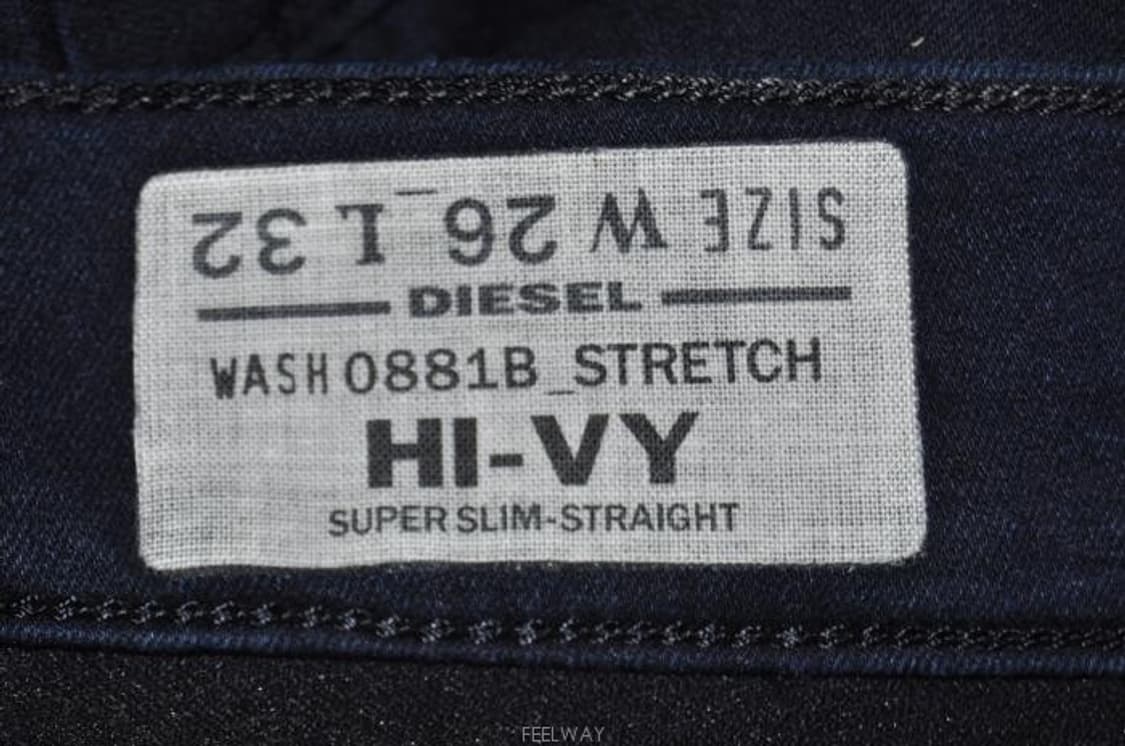 SIZE W 26_L 32
DIESEL
WASH 0881B_STRETCH
HI-VY
SUPER SLIM-STRAIGHT
FEELWAY